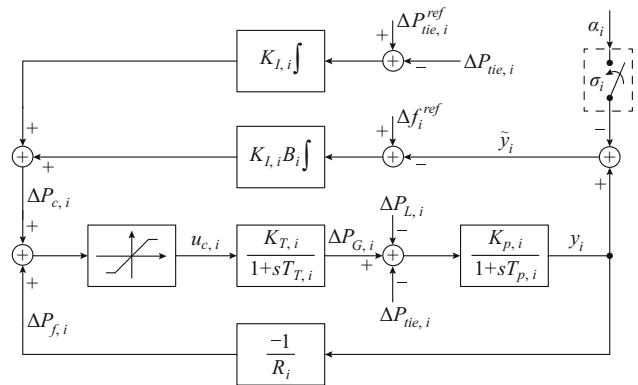 ΔP_{tie, i}^{ref}
α_i
+
K_{I, i}∫
−
ΔP_{tie, i}
σ_i
+
Δf_i^{ref}
−
+
+
K_{I, i}B_i∫
+
−
ỹ_i
+
ΔP_{c, i}
ΔP_{L, i}
+
−
u_{c, i}
K_{T, i}
1+sT_{T, i}
ΔP_{G, i}
+
K_{p, i}
1+sT_{p, i}
y_i
+
−
ΔP_{f, i}
ΔP_{tie, i}
−1
R_i